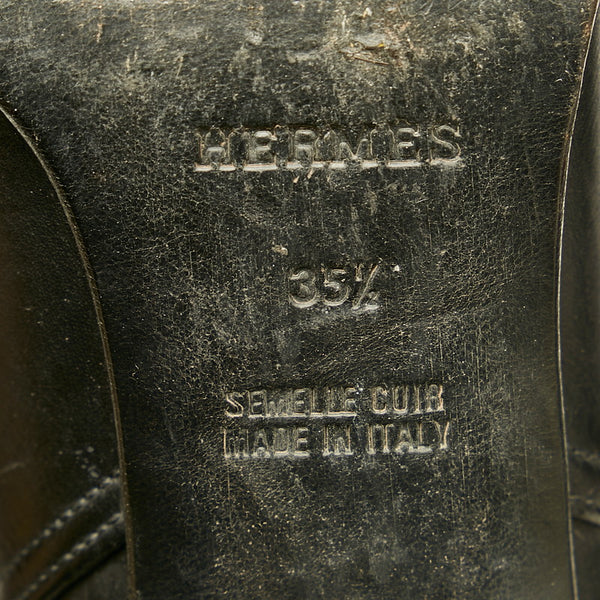 HERMES
35½
SEMELLE CUIR
MADE IN ITALY